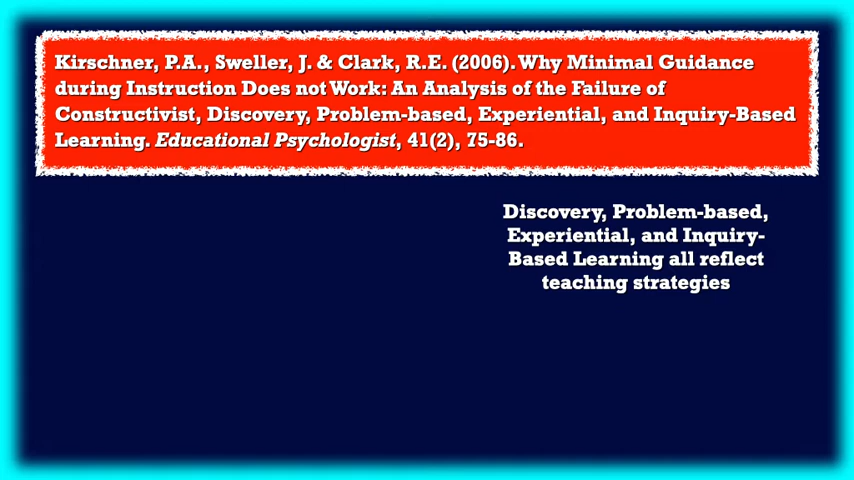 Kirschner, P.A., Sweller, J. & Clark, R.E. (2006). Why Minimal Guidance
during Instruction Does not Work: An Analysis of the Failure of
Constructivist, Discovery, Problem-based, Experiential, and Inquiry-Based
Learning. Educational Psychologist, 41(2), 75-86.
Discovery, Problem-based,
Experiential, and Inquiry-
Based Learning all reflect
teaching strategies